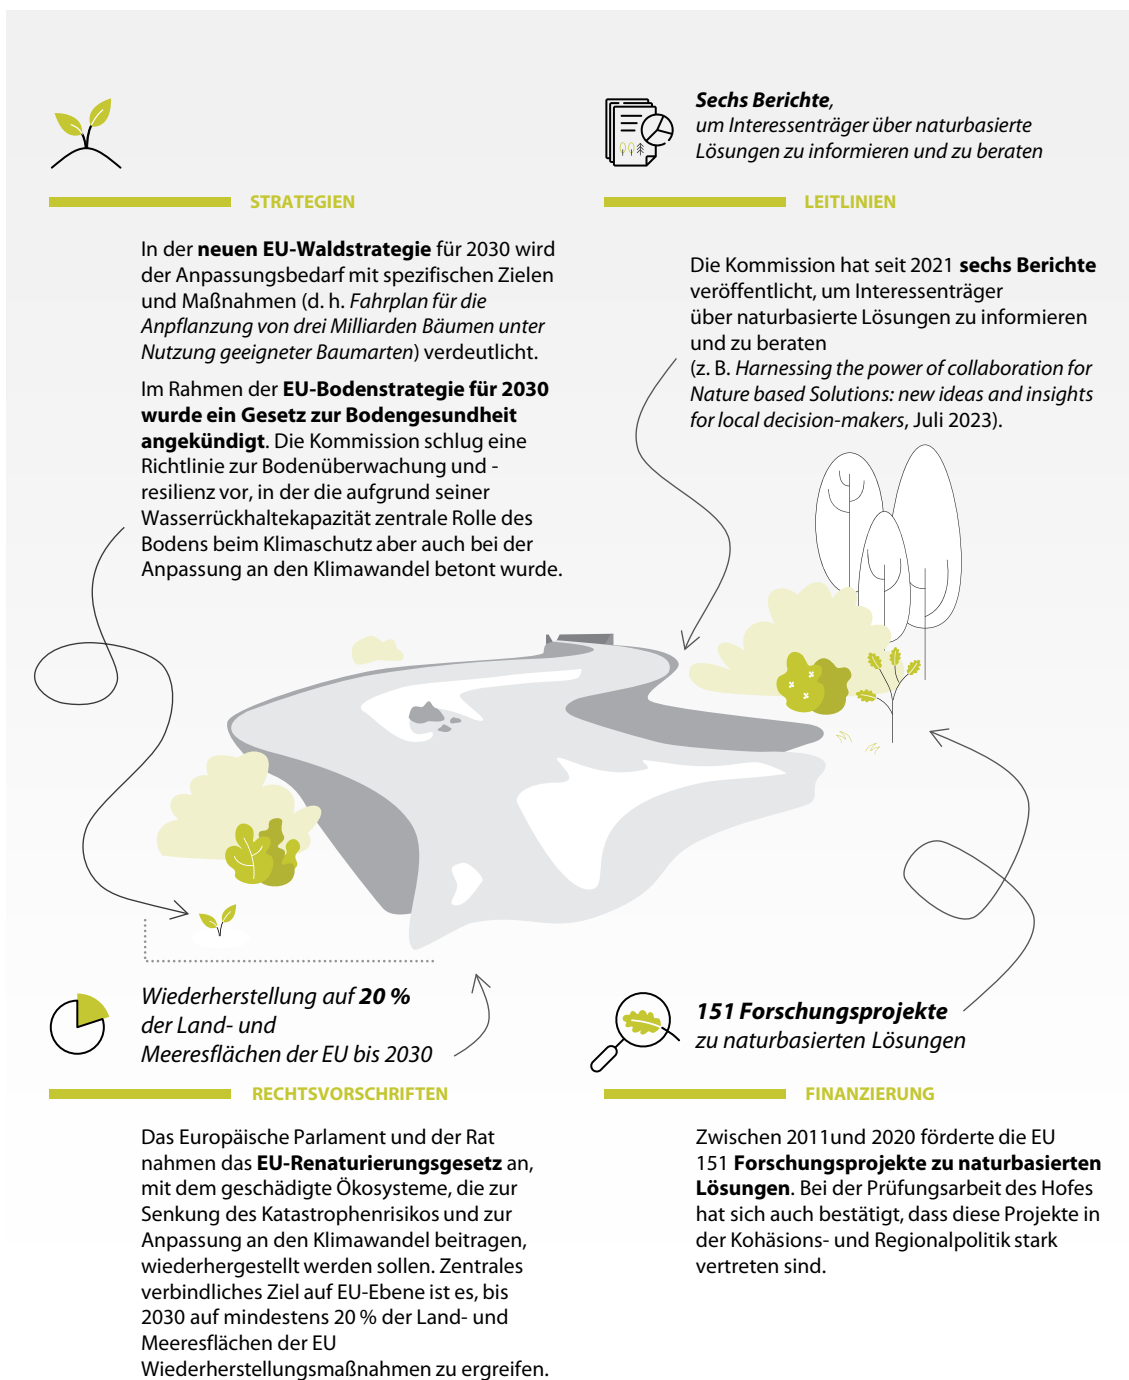 STRATEGIEN
In der neuen EU-Waldstrategie für 2030 wird
der Anpassungsbedarf mit spezifischen Zielen
und Maßnahmen (d. h. Fahrplan für die
Anpflanzung von drei Milliarden Bäumen unter
Nutzung geeigneter Baumarten) verdeutlicht.
Im Rahmen der EU-Bodenstrategie für 2030
wurde ein Gesetz zur Bodengesundheit
angekündigt. Die Kommission schlug eine
Richtlinie zur Bodenüberwachung und -
resilienz vor, in der die aufgrund seiner
Wasserrückhaltekapazität zentrale Rolle des
Bodens beim Klimaschutz aber auch bei der
Anpassung an den Klimawandel betont wurde.
Sechs Berichte,
um Interessenträger über naturbasierte
Lösungen zu informieren und zu beraten
LEITLINIEN
Die Kommission hat seit 2021 sechs Berichte
veröffentlicht, um Interessenträger
über naturbasierte Lösungen zu informieren
und zu beraten
(z. B. Harnessing the power of collaboration for
Nature based Solutions: new ideas and insights
for local decision-makers, Juli 2023).
Wiederherstellung auf 20 %
der Land- und
Meeresflächen der EU bis 2030
RECHTSVORSCHRIFTEN
Das Europäische Parlament und der Rat
nahmen das EU-Renaturierungsgesetz an,
mit dem geschädigte Ökosysteme, die zur
Senkung des Katastrophenrisikos und zur
Anpassung an den Klimawandel beitragen,
wiederhergestellt werden sollen. Zentrales
verbindliches Ziel auf EU-Ebene ist es, bis
2030 auf mindestens 20 % der Land- und
Meeresflächen der EU
Wiederherstellungsmaßnahmen zu ergreifen.
151 Forschungsprojekte
zu naturbasierten Lösungen
FINANZIERUNG
Zwischen 2011und 2020 förderte die EU
151 Forschungsprojekte zu naturbasierten
Lösungen. Bei der Prüfungsarbeit des Hofes
hat sich auch bestätigt, dass diese Projekte in
der Kohäsions- und Regionalpolitik stark
vertreten sind.